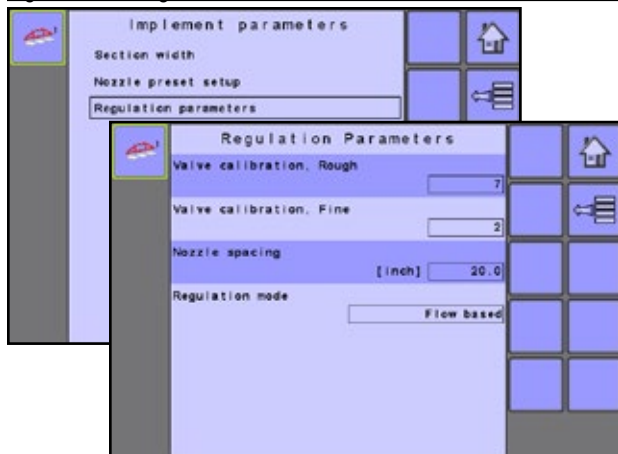 Implement parameters
Section width
Nozzle preset setup
Regulation parameters
Regulation Parameters
Valve calibration, Rough
7
Valve calibration, Fine
2
Nozzle spacing
[inch] 20.0
Regulation mode
Flow based